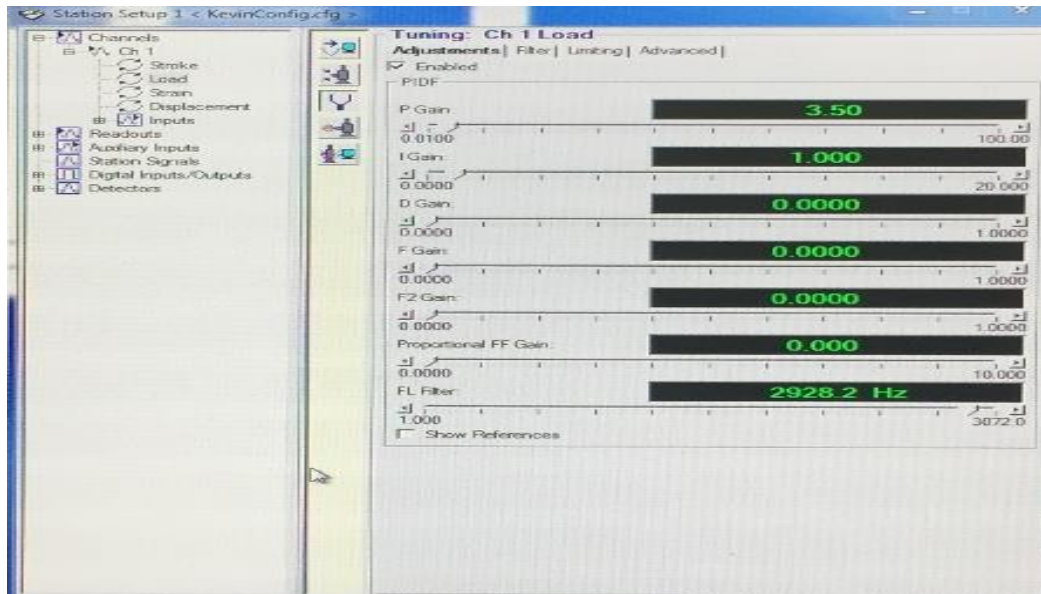 Station Setup 1 < KevinConfig.cfg >
Channels
Ch 1
Stroke
Load
Strain
Displacement
Inputs
Readouts
Auxiliary Inputs
Station Signals
Digital Inputs/Outputs
Detectors
Tuning: Ch 1 Load
Adjustments | Filter | Limiting | Advanced |
Enabled
PIDF
P Gain:
3.50
0.0100
100.00
I Gain:
1.000
0.0000
20.000
D Gain:
0.0000
0.0000
1.0000
F Gain:
0.0000
0.0000
1.0000
F2 Gain:
0.0000
0.0000
1.0000
Proportional FF Gain:
0.000
0.0000
10.000
FL Filter:
2928.2 Hz
1.000
3072.0
Show References